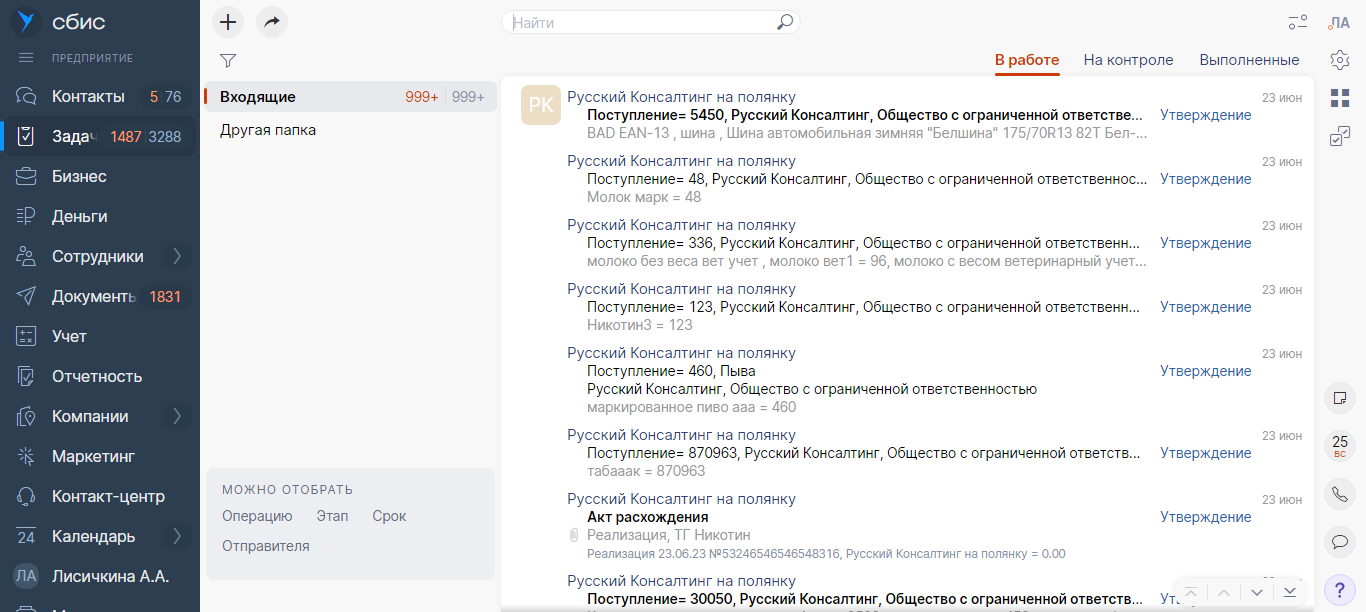 сбис
ПРЕДПРИЯТИЕ
Контакты 5 76
Задач 1487 3288
Бизнес
Деньги
Сотрудники
Документы 1831
Учет
Отчетность
Компании
Маркетинг
Контакт-центр
24 Календарь
ЛА Лисичкина А.А.
Найти
Входящие 999+ 999+
Другая папка
МОЖНО ОТОБРАТЬ
Операцию Этап Срок
Отправителя
В работе На контроле Выполненные
РК
Русский Консалтинг на полянку 23 июн
Поступление= 5450, Русский Консалтинг, Общество с ограниченной ответстве... Утверждение
BAD EAN-13 , шина , Шина автомобильная зимняя "Белшина" 175/70R13 82T Бел-...
Русский Консалтинг на полянку 23 июн
Поступление= 48, Русский Консалтинг, Общество с ограниченной ответственнос... Утверждение
Молок марк = 48
Русский Консалтинг на полянку 23 июн
Поступление= 336, Русский Консалтинг, Общество с ограниченной ответственн... Утверждение
молоко без веса вет учет , молоко вет1 = 96, молоко с весом ветеринарный учет...
Русский Консалтинг на полянку 23 июн
Поступление= 123, Русский Консалтинг, Общество с ограниченной ответственн... Утверждение
Никотин3 = 123
Русский Консалтинг на полянку 23 июн
Поступление= 460, Пыва Утверждение
Русский Консалтинг, Общество с ограниченной ответственностью
маркированное пиво ааа = 460
Русский Консалтинг на полянку 23 июн
Поступление= 870963, Русский Консалтинг, Общество с ограниченной ответств... Утверждение
табааак = 870963
Русский Консалтинг на полянку 23 июн
Акт расхождения Утверждение
Реализация, ТГ Никотин
Реализация 23.06.23 №53246546546548316, Русский Консалтинг на полянку = 0.00
Русский Консалтинг на полянку
Поступление= 30050, Русский Консалтинг, Общество с ограниченной ответств...
ЛА
25
ВС
?